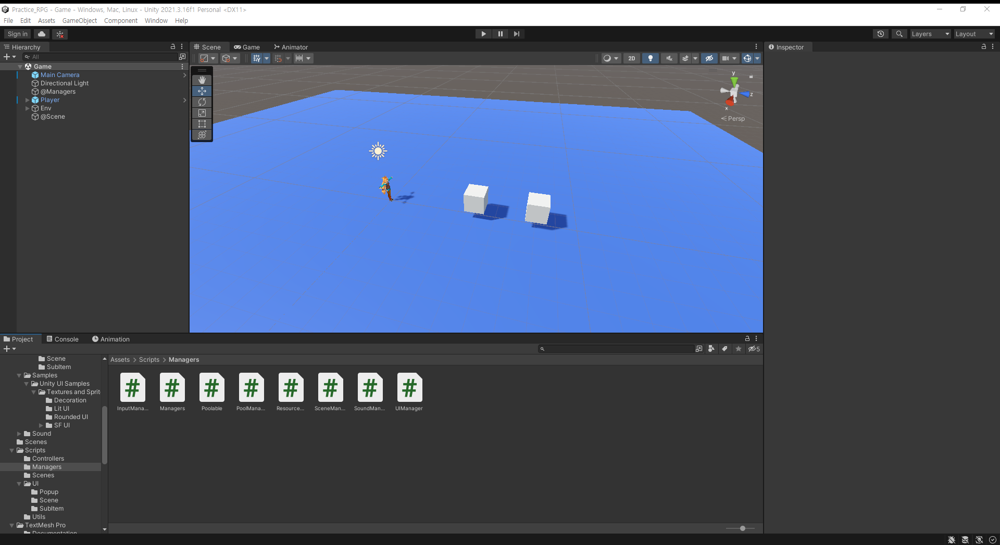 Practice_RPG - Game - Windows, Mac, Linux - Unity 2021.3.16f1 Personal <DX11>
File Edit Assets GameObject Component Window Help
Sign in
Layers
Layout
Hierarchy
All
Game
Main Camera
Directional Light
@Managers
Player
Env
@Scene
Scene Game Animator
2D
y
z
x
Persp
Inspector
Project Console Animation
5
Scene
SubItem
Samples
Unity UI Samples
Textures and Sprit
Decoration
Lit UI
Rounded UI
SF UI
Sound
Scenes
Scripts
Controllers
Managers
Scenes
UI
Popup
Scene
SubItem
Utils
TextMesh Pro
Documentation
Assets > Scripts > Managers
InputMana... Managers Poolable PoolMana... Resource... SceneMan... SoundMan... UIManager